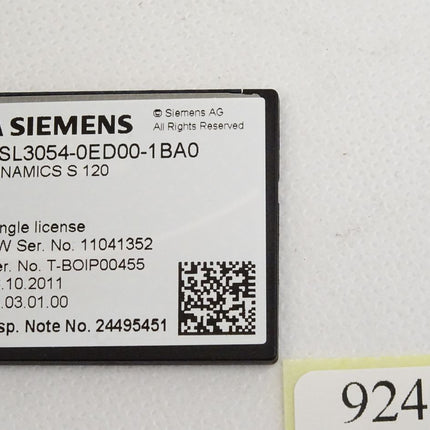 A SIEMENS
© Siemens AG
All Rights Reserved
SL3054-0ED00-1BA0
NAMICS S 120
ngle license
W Ser. No. 11041352
er. No. T-BOIP00455
.10.2011
.03.01.00
sp. Note No. 24495451
924